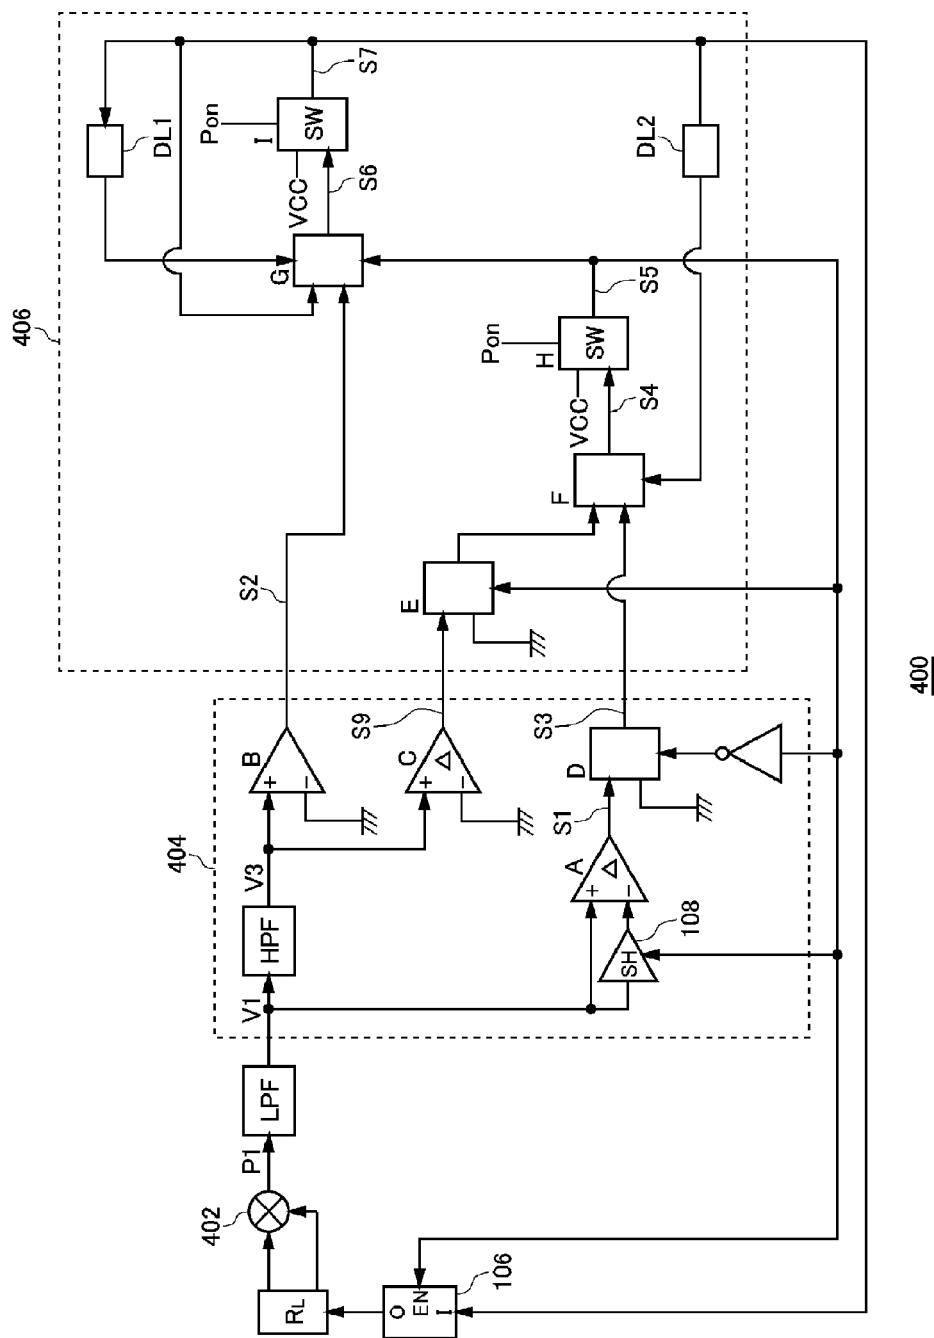 406
DL1
Pon
I
SW
S7
VCC
S6
G
DL2
S5
Pon
H
SW
VCC
S4
F
S2
E
404
B
+
−
S9
C
Δ
+
−
S3
D
S1
A
Δ
+
−
V3
HPF
V1
SH
108
LPF
P1
402
RL
O
EN
I
106
400